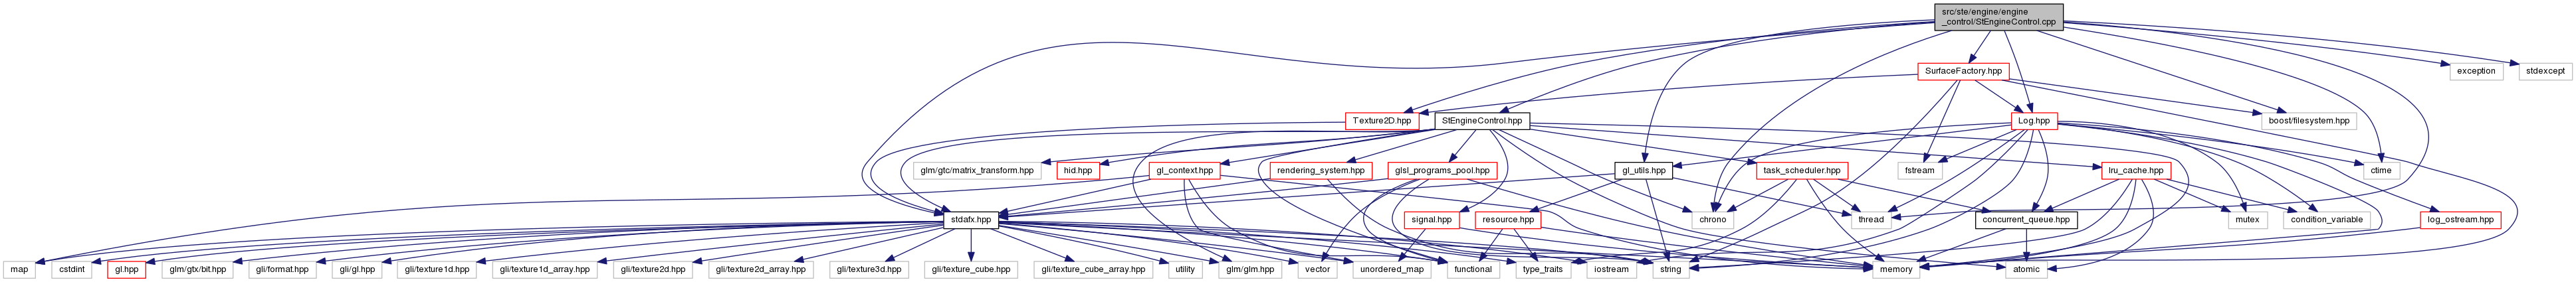 src/ste/engine/engine
_control/StEngineControl.cpp
SurfaceFactory.hpp
exception
stdexcept
Texture2D.hpp
StEngineControl.hpp
Log.hpp
boost/filesystem.hpp
glm/gtc/matrix_transform.hpp
hid.hpp
gl_context.hpp
rendering_system.hpp
glsl_programs_pool.hpp
gl_utils.hpp
task_scheduler.hpp
fstream
lru_cache.hpp
ctime
stdafx.hpp
signal.hpp
resource.hpp
chrono
thread
concurrent_queue.hpp
mutex
condition_variable
log_ostream.hpp
map
cstdint
gl.hpp
glm/gtx/bit.hpp
gli/format.hpp
gli/gl.hpp
gli/texture1d.hpp
gli/texture1d_array.hpp
gli/texture2d.hpp
gli/texture2d_array.hpp
gli/texture3d.hpp
gli/texture_cube.hpp
gli/texture_cube_array.hpp
utility
glm/glm.hpp
vector
unordered_map
functional
type_traits
iostream
string
memory
atomic